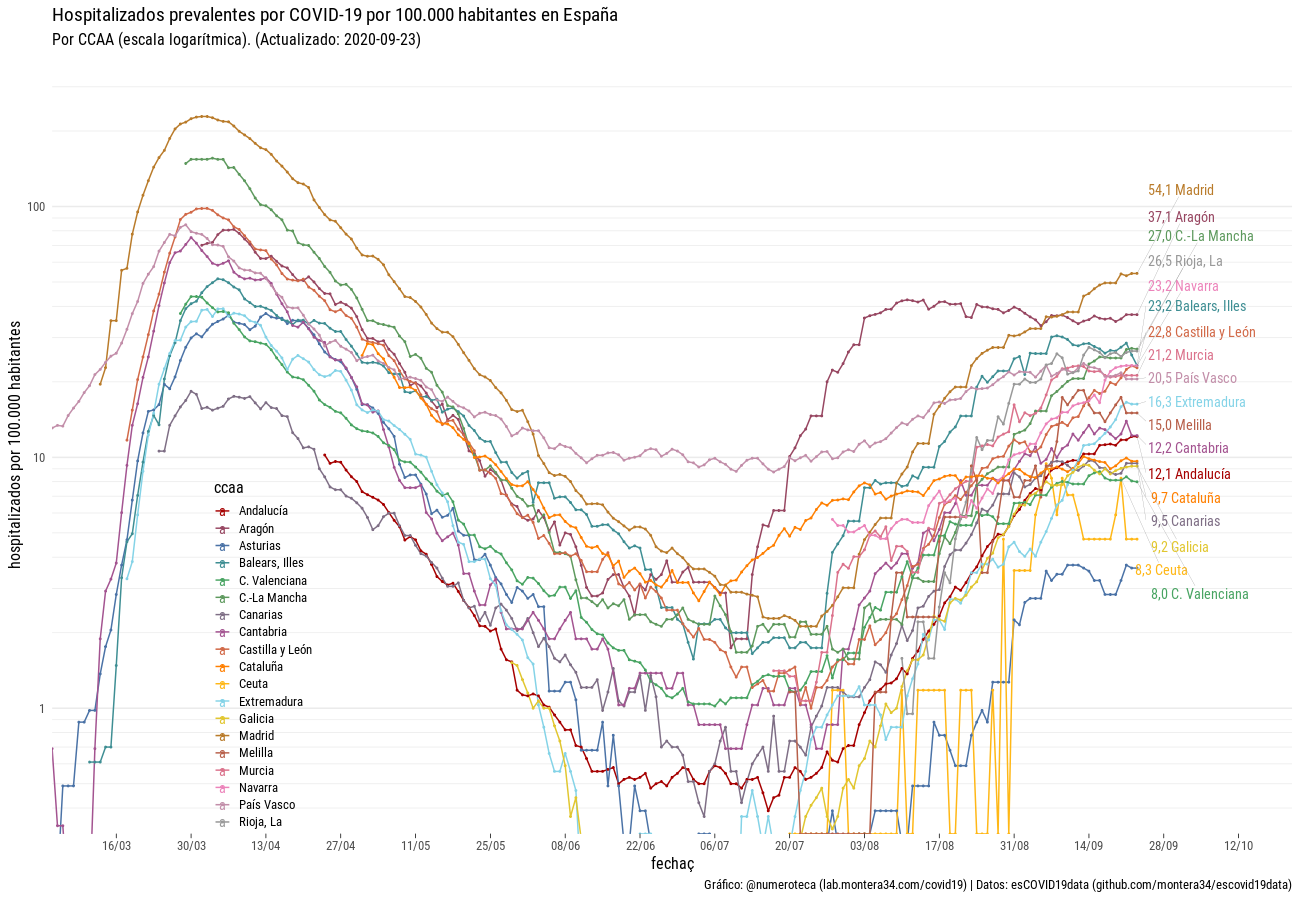 Hospitalizados prevalentes por COVID-19 por 100.000 habitantes en España
Por CCAA (escala logarítmica). (Actualizado: 2020-09-23)
hospitalizados por 100.000 habitantes
100
10
1
54,1 Madrid
37,1 Aragón
27,0 C.-La Mancha
26,5 Rioja, La
23,2 Navarra
23,2 Balears, Illes
22,8 Castilla y León
21,2 Murcia
20,5 País Vasco
16,3 Extremadura
15,0 Melilla
12,2 Cantabria
12,1 Andalucía
9,7 Cataluña
9,5 Canarias
9,2 Galicia
8,3 Ceuta
8,0 C. Valenciana
ccaa
Andalucía
Aragón
Asturias
Balears, Illes
C. Valenciana
C.-La Mancha
Canarias
Cantabria
Castilla y León
Cataluña
Ceuta
Extremadura
Galicia
Madrid
Melilla
Murcia
Navarra
País Vasco
Rioja, La
16/03 30/03 13/04 27/04 11/05 25/05 08/06 22/06 06/07 20/07 03/08 17/08 31/08 14/09 28/09 12/10
fechaç
Gráfico: @numeroteca (lab.montera34.com/covid19) | Datos: esCOVID19data (github.com/montera34/escovid19data)